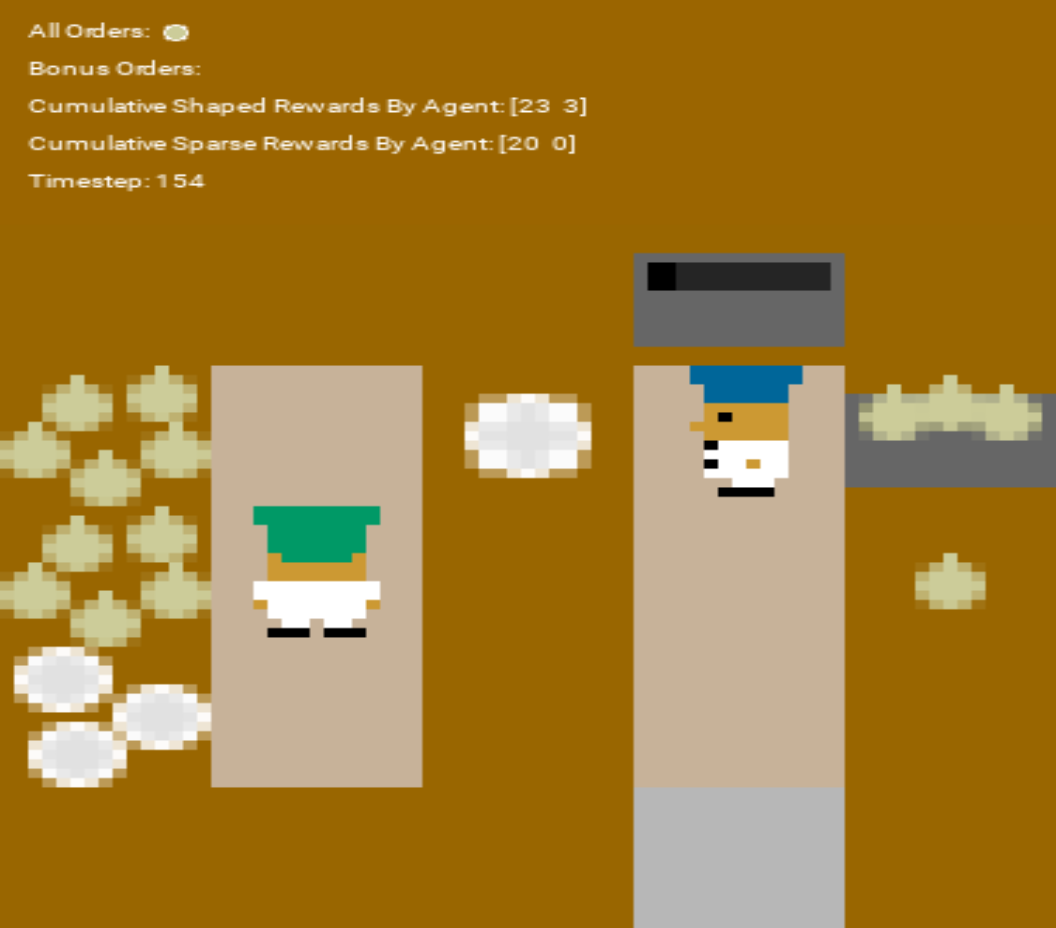 All Orders:
Bonus Orders:
Cumulative Shaped Rewards By Agent: [23 3]
Cumulative Sparse Rewards By Agent: [20 0]
Timestep: 154